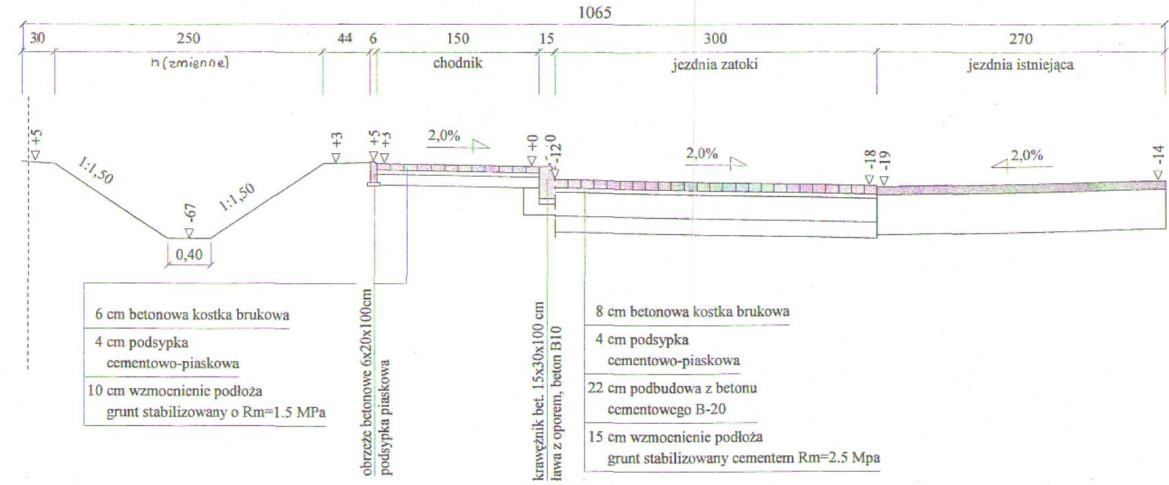 1065
30 250 44 6 150 15 300 270
h (zmienne) chodnik jezdnia zatoki jezdnia istniejąca
+5 +3 +5 +3 2,0% +0 -12 0 2,0% -18 -19 2,0% -14
1:1,50 1:1,50
-67
0,40
6 cm betonowa kostka brukowa
4 cm podsypka
cementowo-piaskowa
10 cm wzmocnienie podłoża
grunt stabilizowany o Rm=1.5 MPa
obrzeże betonowe 6x20x100cm
podsypka piaskowa
krawężnik bet. 15x30x100 cm
ława z oporem, beton B10
8 cm betonowa kostka brukowa
4 cm podsypka
cementowo-piaskowa
22 cm podbudowa z betonu
cementowego B-20
15 cm wzmocnienie podłoża
grunt stabilizowany cementem Rm=2.5 Mpa